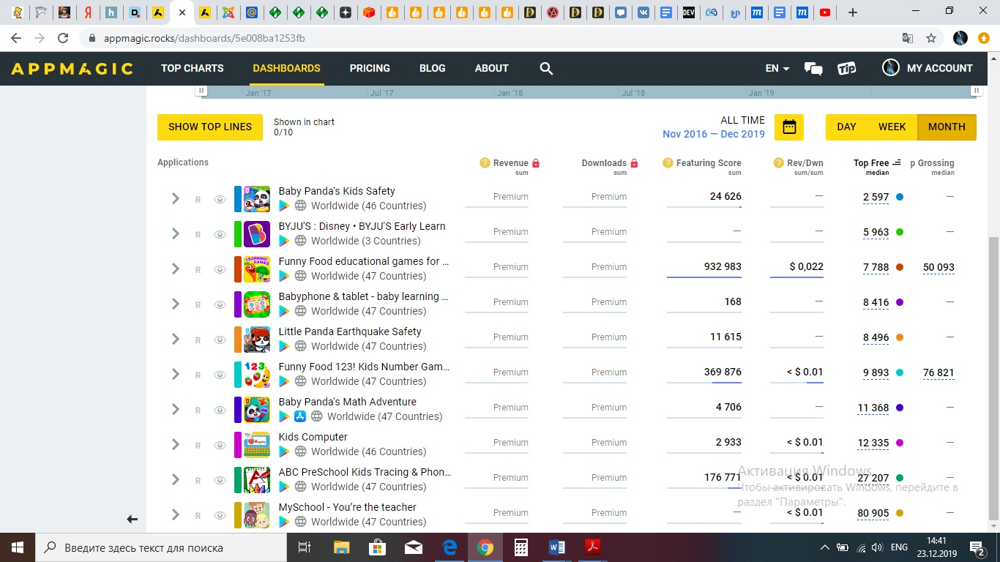 appmagic.rocks/dashboards/5e008ba1253fb
APPMAGIC TOP CHARTS DASHBOARDS PRICING BLOG ABOUT EN Tip MY ACCOUNT
Jan '17 Jul '17 Jan '18 Jul '18 Jan '19
SHOW TOP LINES
Shown in chart
0/10
ALL TIME
Nov 2016 — Dec 2019
DAY WEEK MONTH
Applications
? Revenue
sum
Downloads
sum
? Featuring Score
sum
? Rev/Dwn
sum/sum
Top Free
median
p Grossing
median
R Baby Panda's Kids Safety
Worldwide (46 Countries)
Premium Premium 24 626 — 2 597 —
R BYJU'S : Disney • BYJU'S Early Learn
Worldwide (3 Countries)
Premium Premium — — 5 963 —
R Funny Food educational games for ...
Worldwide (47 Countries)
Premium Premium 932 983 $ 0,022 7 788 50 093
R Babyphone & tablet - baby learning ...
Worldwide (47 Countries)
Premium Premium 168 — 8 416 —
R Little Panda Earthquake Safety
Worldwide (47 Countries)
Premium Premium 11 615 — 8 496 —
R Funny Food 123! Kids Number Gam...
Worldwide (47 Countries)
Premium Premium 369 876 < $ 0.01 9 893 76 821
R Baby Panda's Math Adventure
Worldwide (47 Countries)
Premium Premium 4 706 — 11 368 —
R Kids Computer
Worldwide (46 Countries)
Premium Premium 2 933 < $ 0.01 12 335 —
R ABC PreSchool Kids Tracing & Phon...
Worldwide (47 Countries)
Premium Premium 176 771 < $ 0.01 27 207 —
R MySchool - You're the teacher
Worldwide (47 Countries)
Premium Premium — < $ 0.01 80 905 —
Активация Windows
Чтобы активировать Windows, перейдите в
раздел "Параметры".
Введите здесь текст для поиска
ENG
14:41
23.12.2019
2